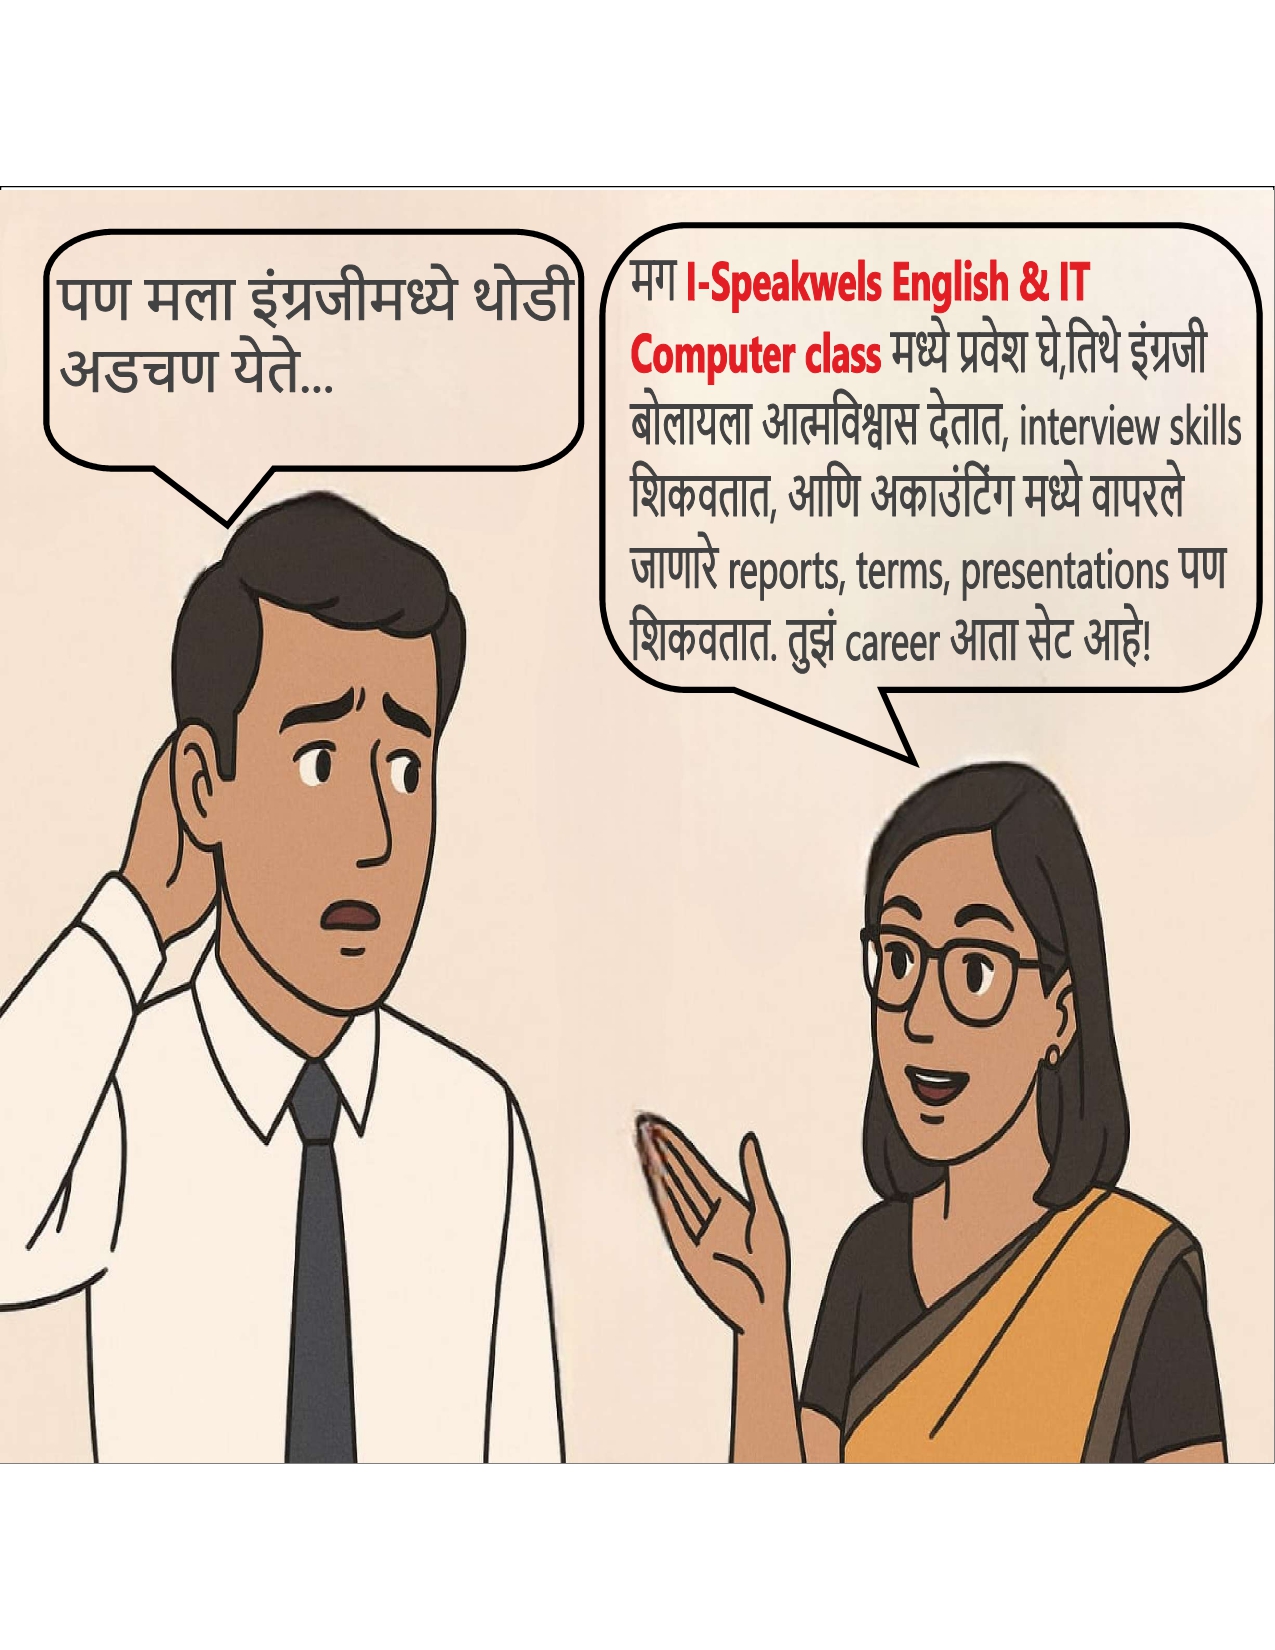 पण मला इंग्रजीमध्ये थोडी
अडचण येते...
मग I-Speakwels English & IT
Computer class मध्ये प्रवेश घे,तिथे इंग्रजी
बोलायला आत्मविश्वास देतात, interview skills
शिकवतात, आणि अकाउंटिंग मध्ये वापरले
जाणारे reports, terms, presentations पण
शिकवतात. तुझं career आता सेट आहे!